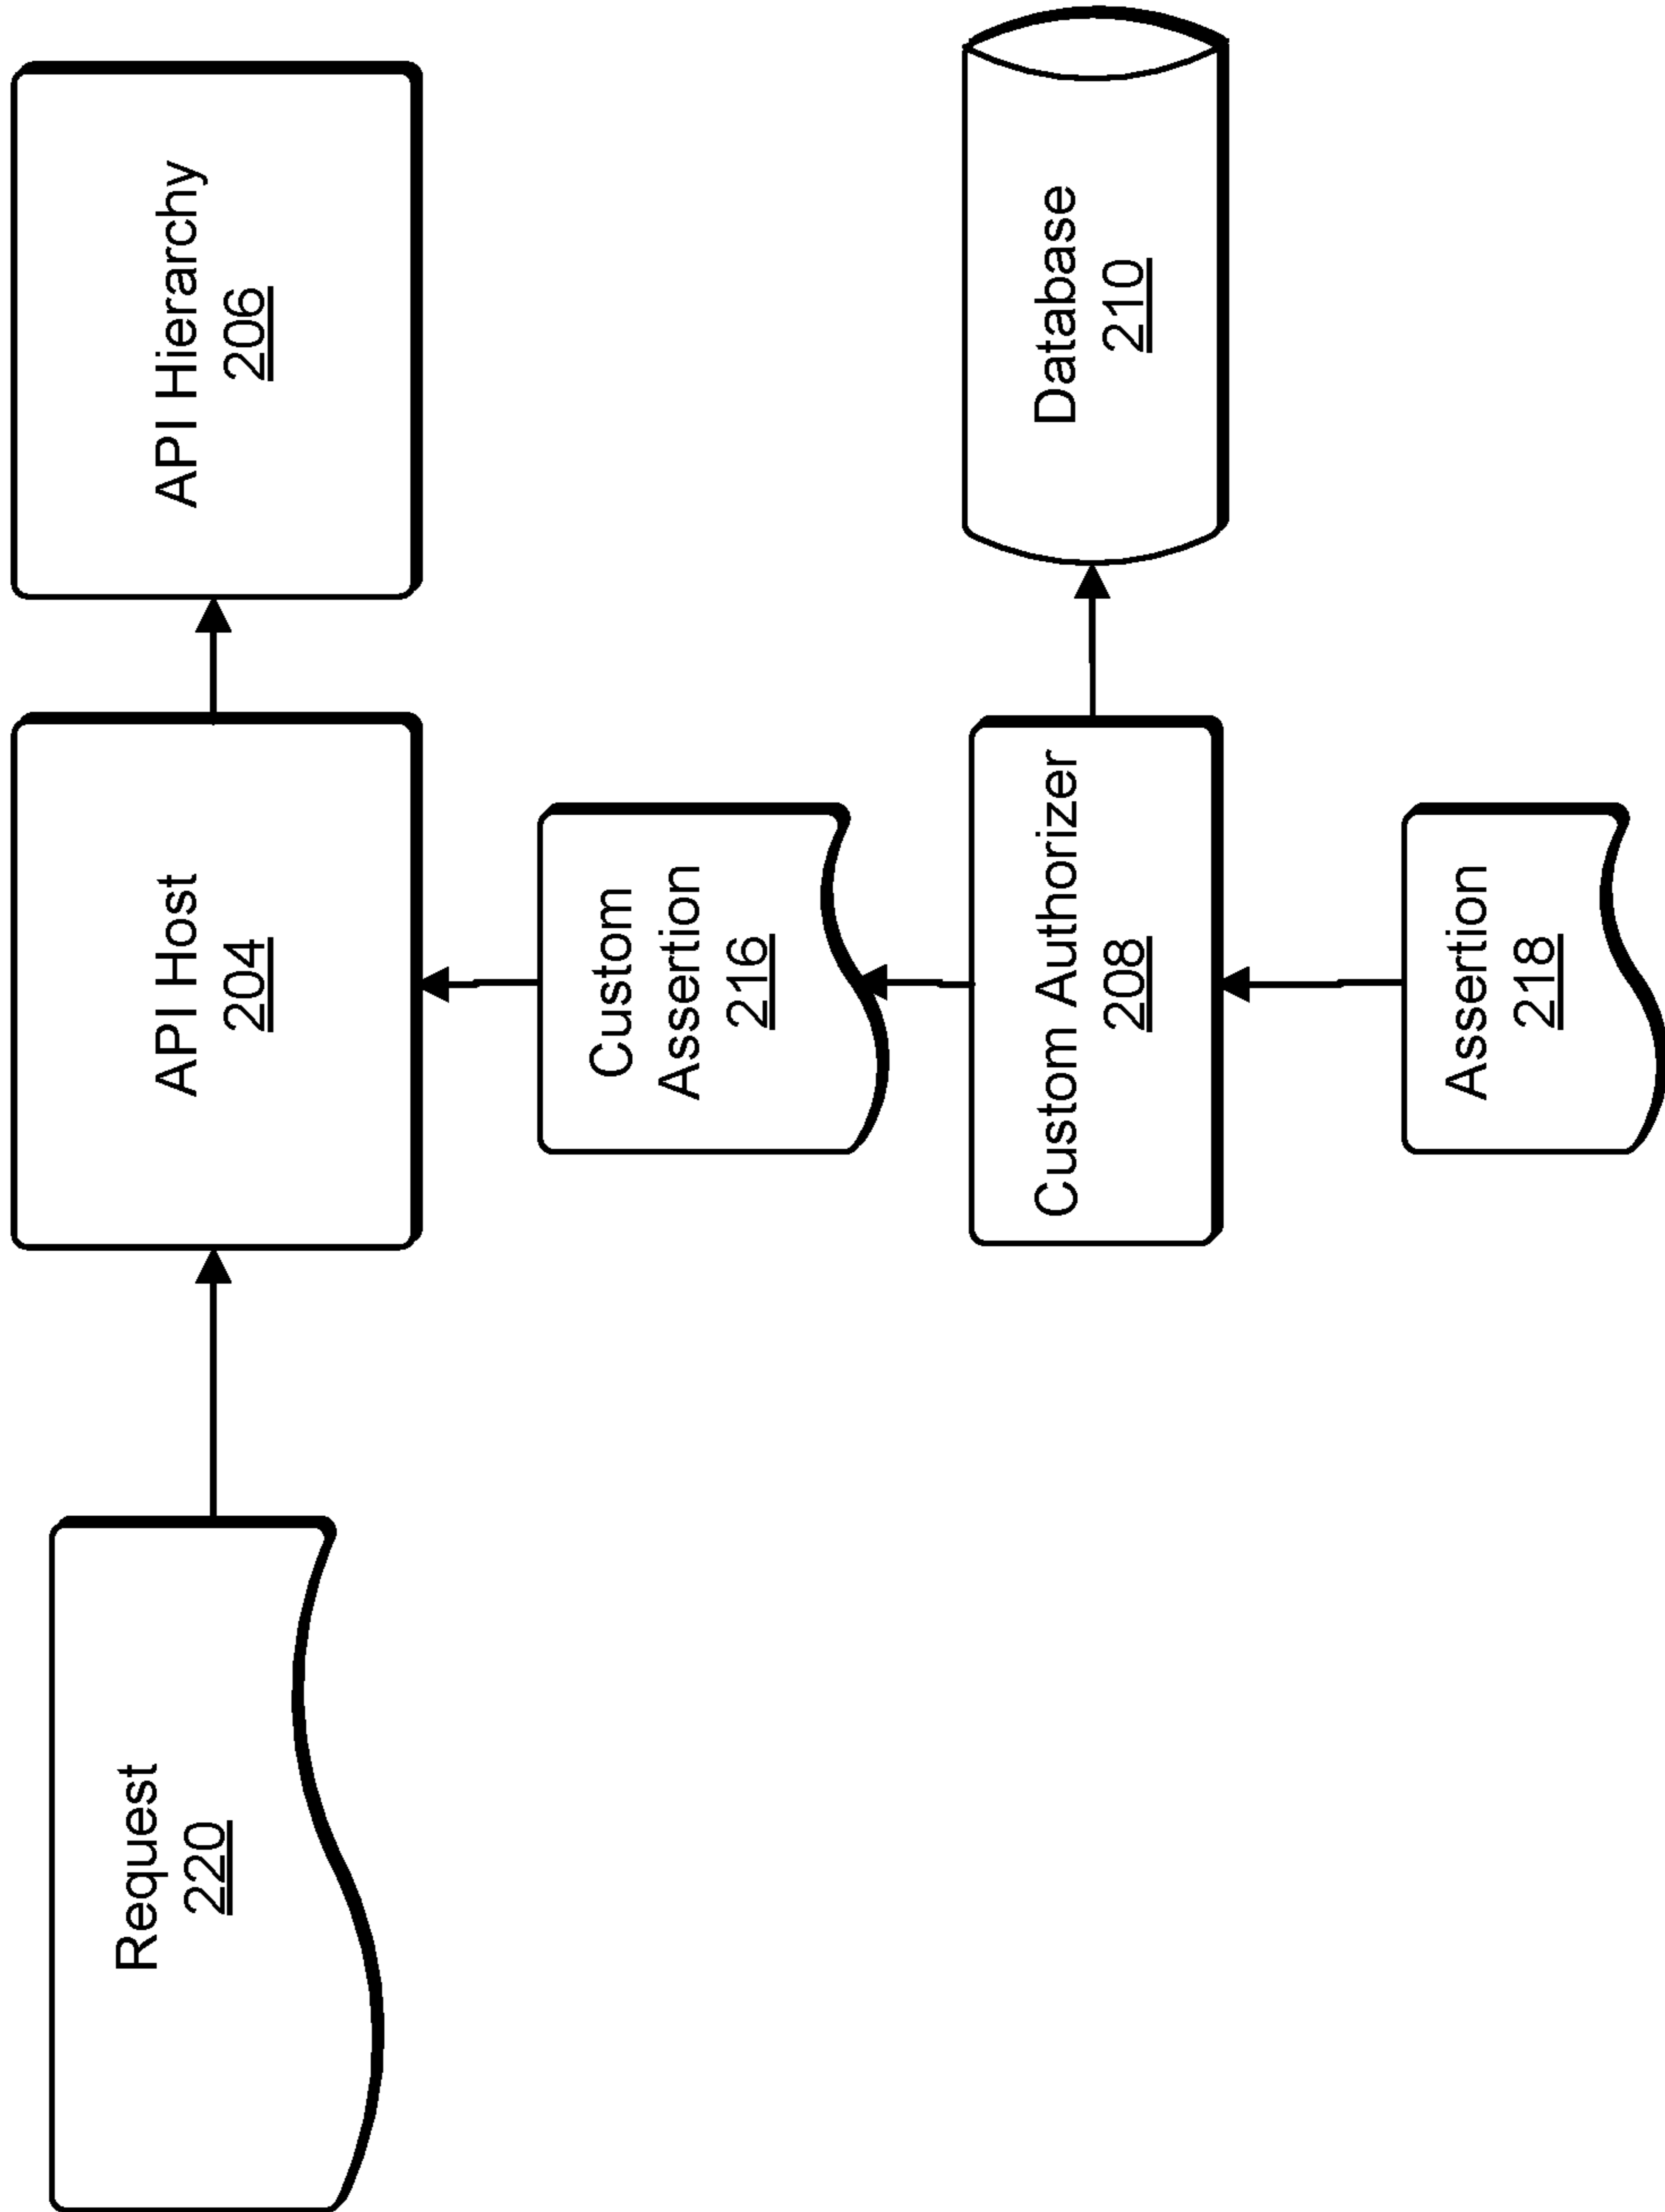 Request
220
API Host
204
API Hierarchy
206
Custom
Assertion
216
Custom Authorizer
208
Database
210
Assertion
218